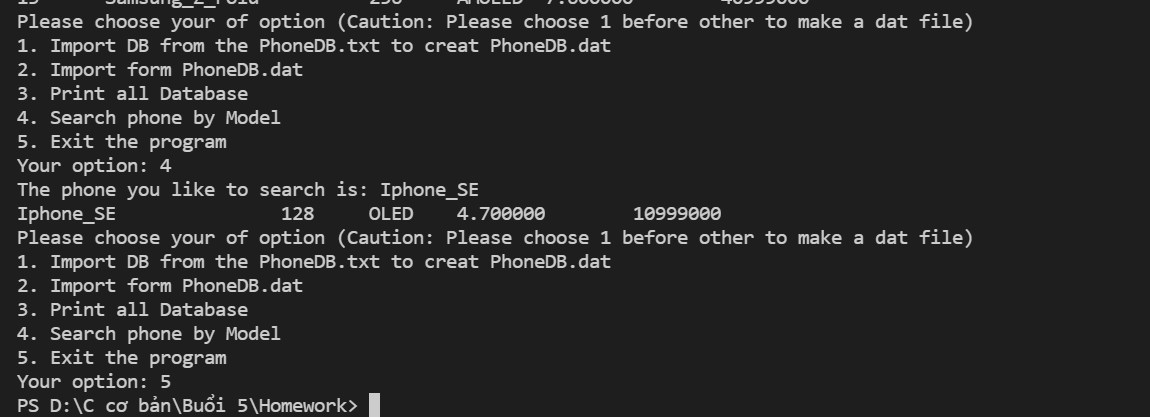 Please choose your of option (Caution: Please choose 1 before other to make a dat file)
1. Import DB from the PhoneDB.txt to creat PhoneDB.dat
2. Import form PhoneDB.dat
3. Print all Database
4. Search phone by Model
5. Exit the program
Your option: 4
The phone you like to search is: Iphone_SE
Iphone_SE 128 OLED 4.700000 10999000
Please choose your of option (Caution: Please choose 1 before other to make a dat file)
1. Import DB from the PhoneDB.txt to creat PhoneDB.dat
2. Import form PhoneDB.dat
3. Print all Database
4. Search phone by Model
5. Exit the program
Your option: 5
PS D:\C cơ bản\Buổi 5\Homework>